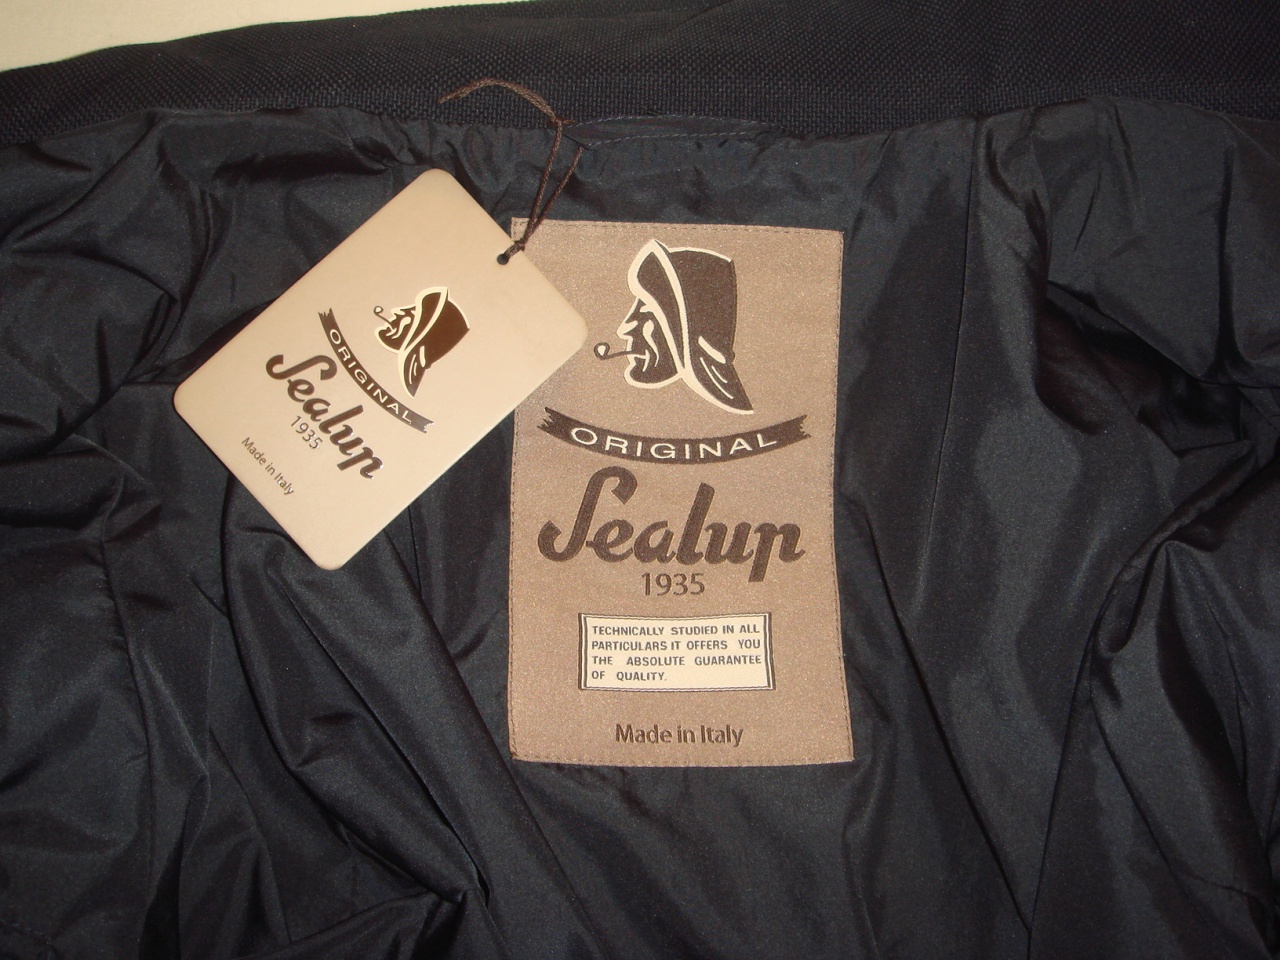 ORIGINAL
Sealup
1935
Made in Italy
ORIGINAL
Sealup
1935
TECHNICALLY STUDIED IN ALL
PARTICULARS IT OFFERS YOU
THE ABSOLUTE GUARANTEE
OF QUALITY.
Made in Italy